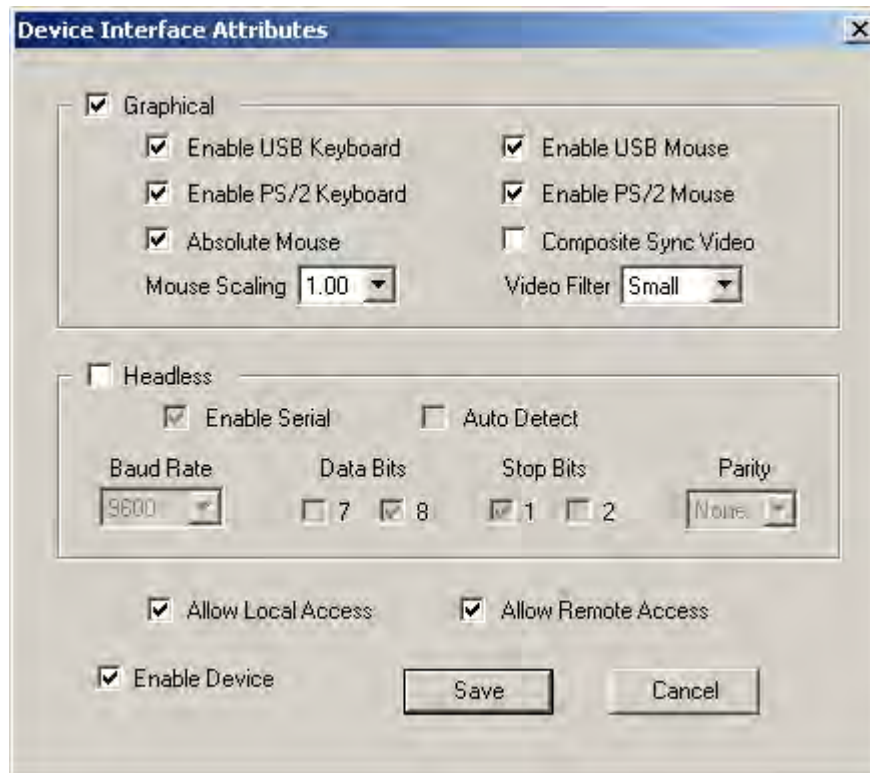 Device Interface Attributes
Graphical
Enable USB Keyboard Enable USB Mouse
Enable PS/2 Keyboard Enable PS/2 Mouse
Absolute Mouse Composite Sync Video
Mouse Scaling 1.00 Video Filter Small
Headless
Enable Serial Auto Detect
Baud Rate Data Bits Stop Bits Parity
9600 7 8 1 2 None
Allow Local Access Allow Remote Access
Enable Device Save Cancel